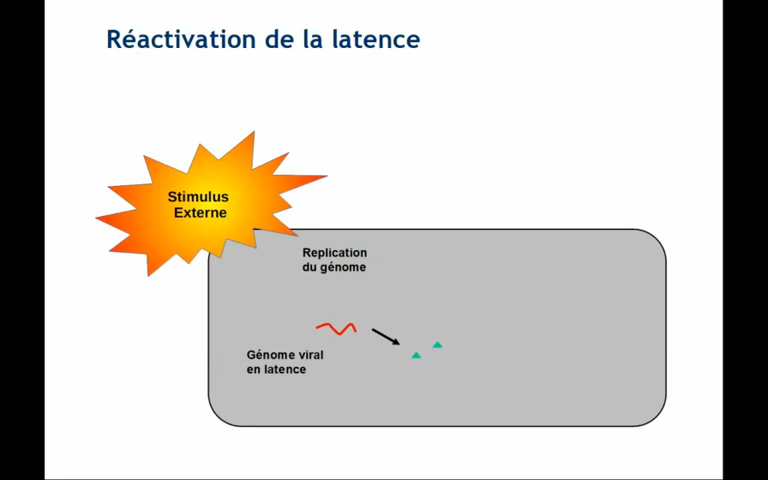 Réactivation de la latence
Stimulus
Externe
Replication
du génome
Génome viral
en latence